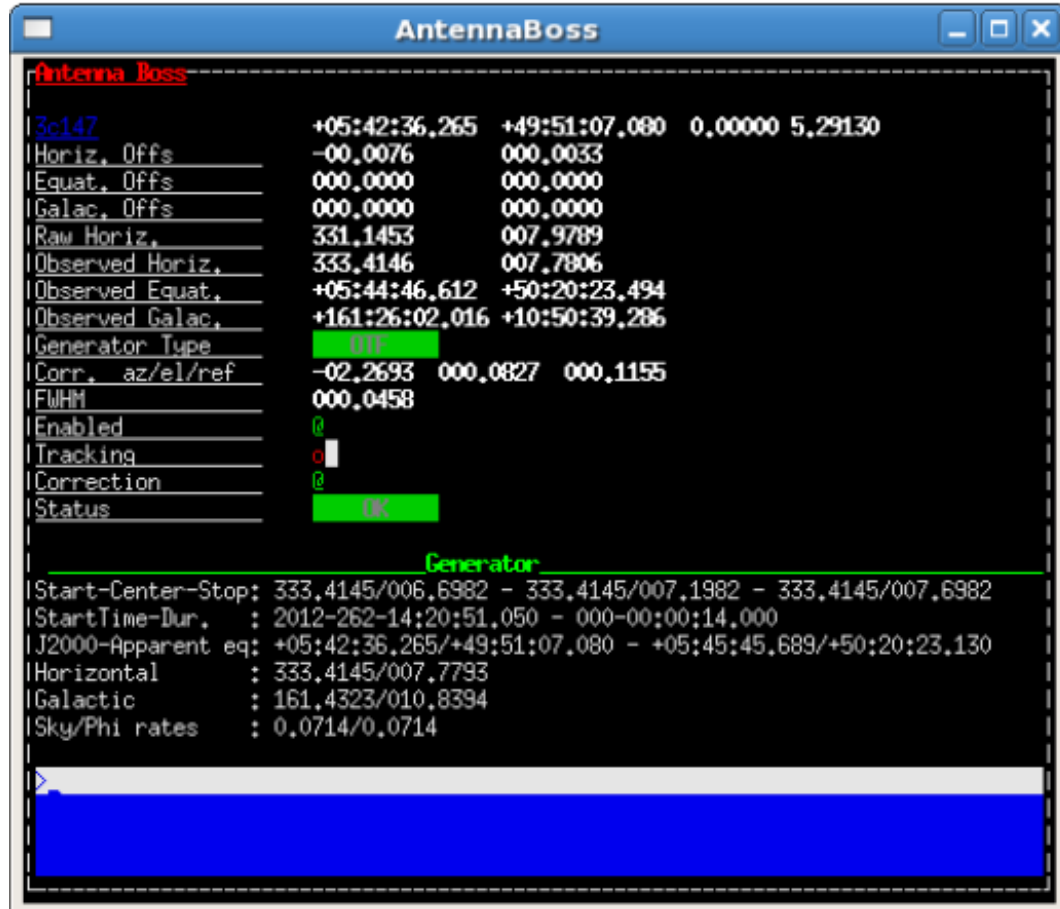 AntennaBoss
Antenna Boss
3c147 +05:42:36.265 +49:51:07.080 0.00000 5.29130
Horiz. Offs -00.0076 000.0033
Equat. Offs 000.0000 000.0000
Galac. Offs 000.0000 000.0000
Raw Horiz. 331.1453 007.9789
Observed Horiz. 333.4146 007.7806
Observed Equat. +05:44:46.612 +50:20:23.494
Observed Galac. +161:26:02.016 +10:50:39.286
Generator Type OTF
Corr. az/el/ref -02.2693 000.0827 000.1155
FWHM 000.0458
Enabled @
Tracking o
Correction @
Status OK
Generator
Start-Center-Stop: 333.4145/006.6982 - 333.4145/007.1982 - 333.4145/007.6982
StartTime-Dur. : 2012-262-14:20:51.050 - 000-00:00:14.000
J2000-Apparent eq: +05:42:36.265/+49:51:07.080 - +05:45:45.689/+50:20:23.130
Horizontal : 333.4145/007.7793
Galactic : 161.4323/010.8394
Sky/Phi rates : 0.0714/0.0714
>_